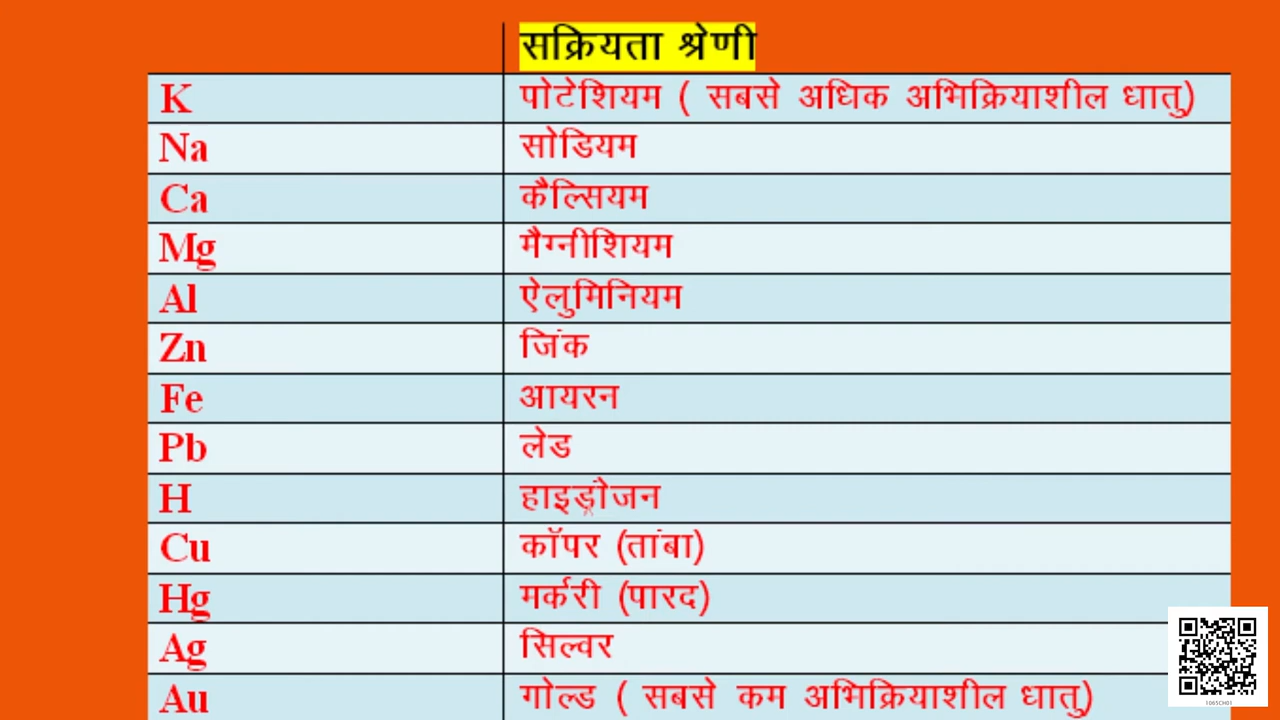 सक्रियता श्रेणी
K पोटेशियम ( सबसे अधिक अभिक्रियाशील धातु)
Na सोडियम
Ca कैल्सियम
Mg मैग्नीशियम
Al ऐलुमिनियम
Zn जिंक
Fe आयरन
Pb लेड
H हाइड्रोजन
Cu कॉपर (तांबा)
Hg मर्करी (पारद)
Ag सिल्वर
Au गोल्ड ( सबसे कम अभिक्रियाशील धातु)
1065CH01